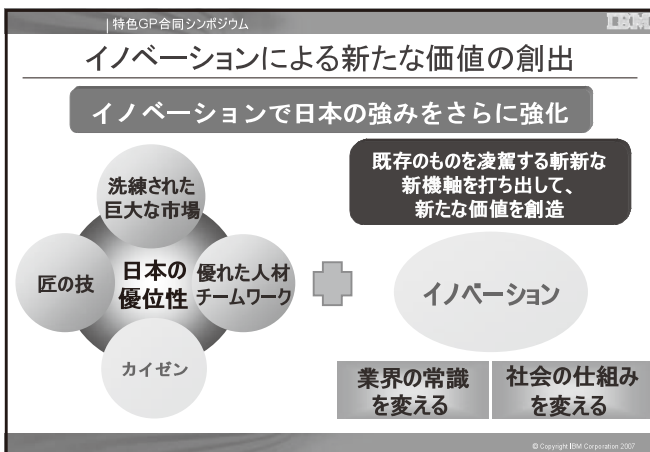 特色GP合同シンポジウム
IBM
イノベーションによる新たな価値の創出
イノベーションで日本の強みをさらに強化
洗練された
巨大な市場
匠の技
日本の
優位性
優れた人材
チームワーク
カイゼン
既存のものを凌駕する斬新な
新機軸を打ち出して、
新たな価値を創造
イノベーション
業界の常識
を変える
社会の仕組み
を変える
© Copyright IBM Corporation 2007